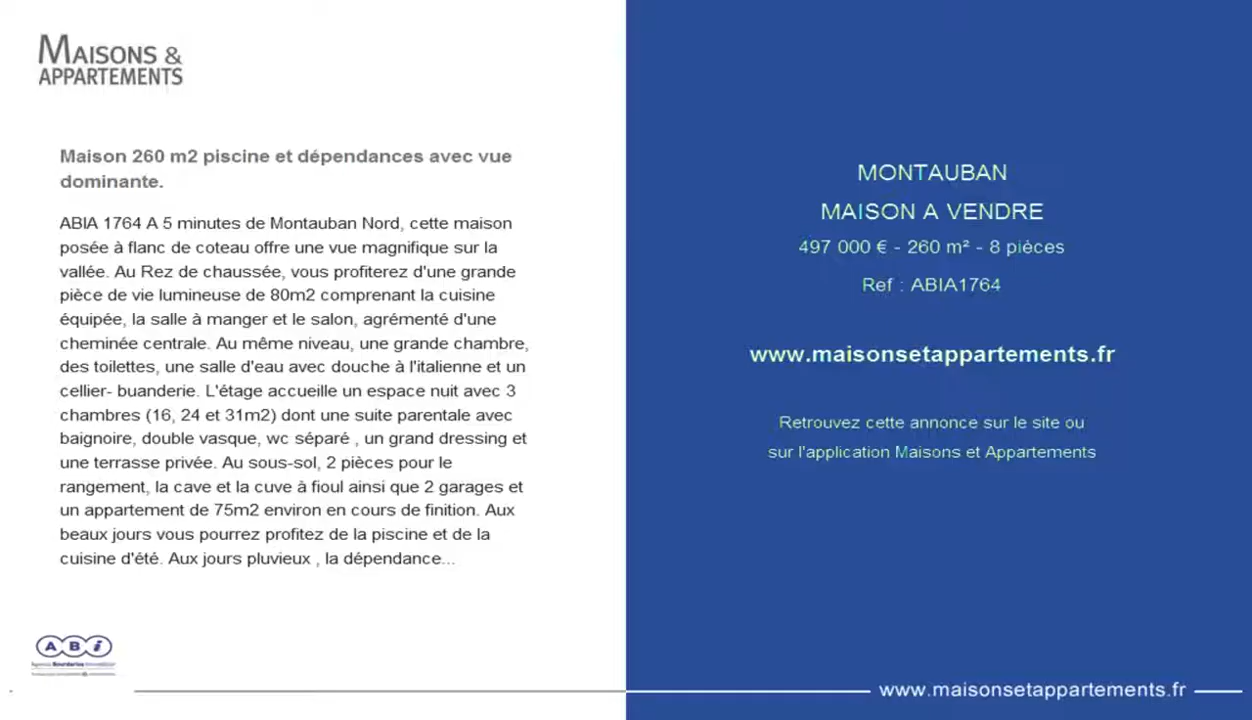 MAISONS &
APPARTEMENTS
Maison 260 m2 piscine et dépendances avec vue
dominante.
ABIA 1764 A 5 minutes de Montauban Nord, cette maison
posée à flanc de coteau offre une vue magnifique sur la
vallée. Au Rez de chaussée, vous profiterez d'une grande
pièce de vie lumineuse de 80m2 comprenant la cuisine
équipée, la salle à manger et le salon, agrémenté d'une
cheminée centrale. Au même niveau, une grande chambre,
des toilettes, une salle d'eau avec douche à l'italienne et un
cellier- buanderie. L'étage accueille un espace nuit avec 3
chambres (16, 24 et 31m2) dont une suite parentale avec
baignoire, double vasque, wc séparé , un grand dressing et
une terrasse privée. Au sous-sol, 2 pièces pour le
rangement, la cave et la cuve à fioul ainsi que 2 garages et
un appartement de 75m2 environ en cours de finition. Aux
beaux jours vous pourrez profitez de la piscine et de la
cuisine d'été. Aux jours pluvieux , la dépendance...
ABi
MONTAUBAN
MAISON A VENDRE
497 000 € - 260 m² - 8 pièces
Ref : ABIA1764
www.maisonsetappartements.fr
Retrouvez cette annonce sur le site ou
sur l'application Maisons et Appartements
www.maisonsetappartements.fr